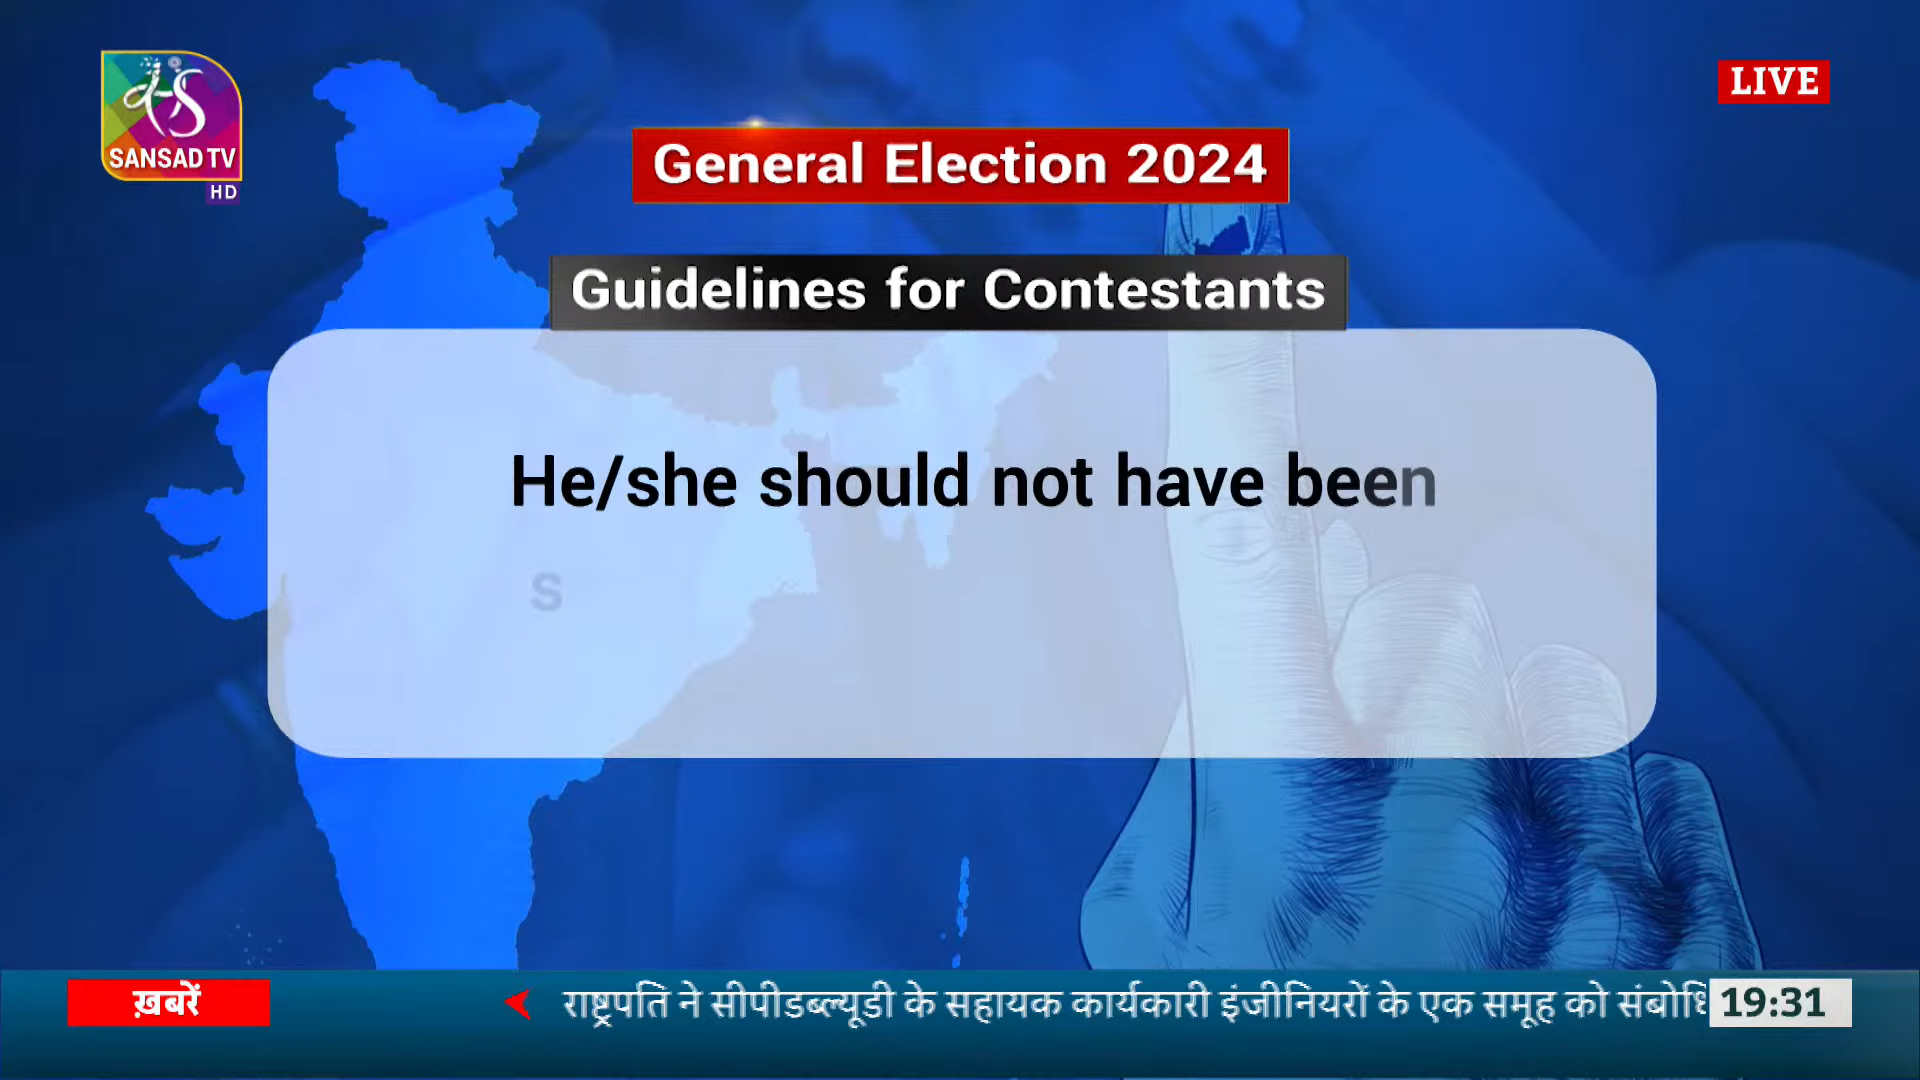 SANSAD TV
HD
LIVE
General Election 2024
Guidelines for Contestants
He/she should not have been
s
ख़बरें
राष्ट्रपति ने सीपीडब्ल्यूडी के सहायक कार्यकारी इंजीनियरों के एक समूह को संबोधि
19:31